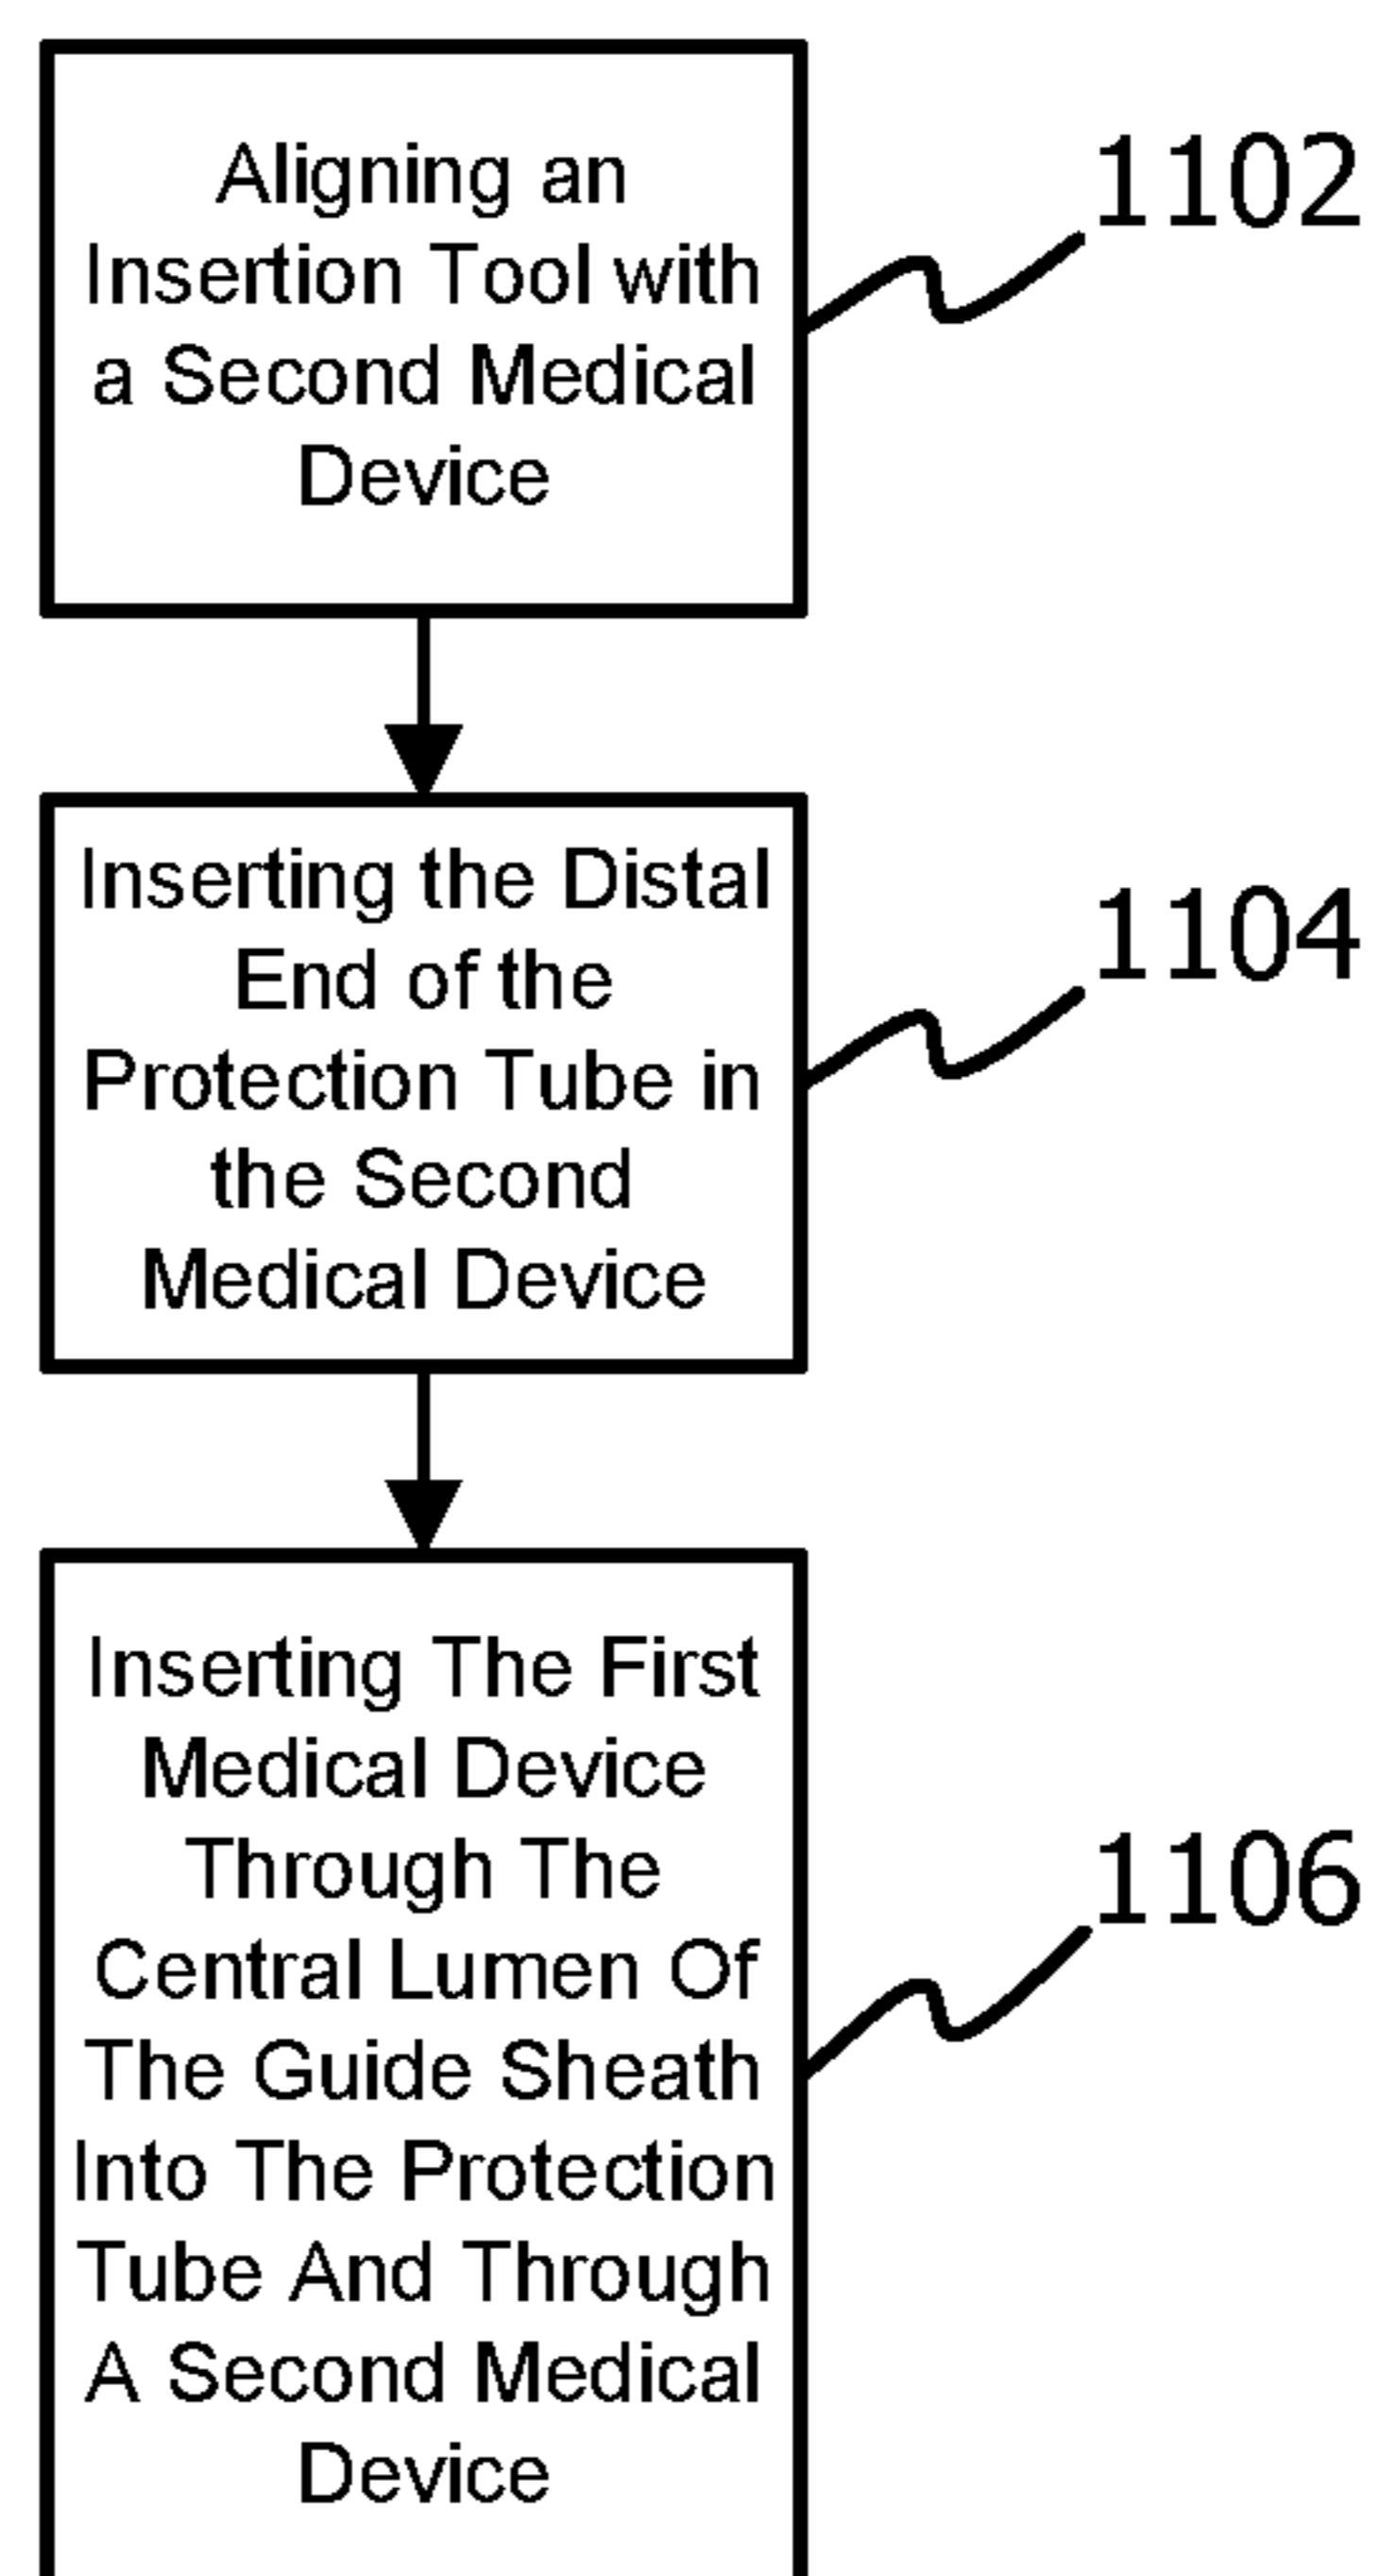 Aligning an
Insertion Tool with
a Second Medical
Device
1102
Inserting the Distal
End of the
Protection Tube in
the Second
Medical Device
1104
Inserting The First
Medical Device
Through The
Central Lumen Of
The Guide Sheath
Into The Protection
Tube And Through
A Second Medical
Device
1106